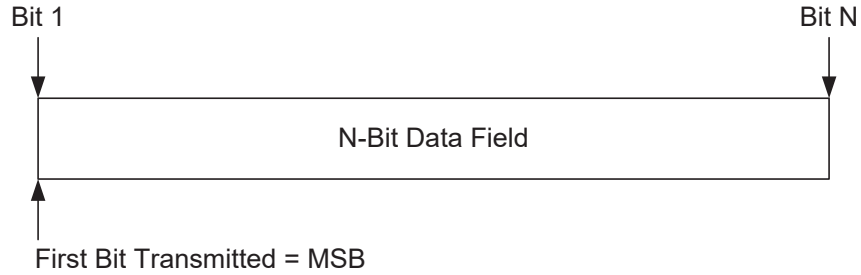 Bit 1
Bit N
N-Bit Data Field
First Bit Transmitted = MSB